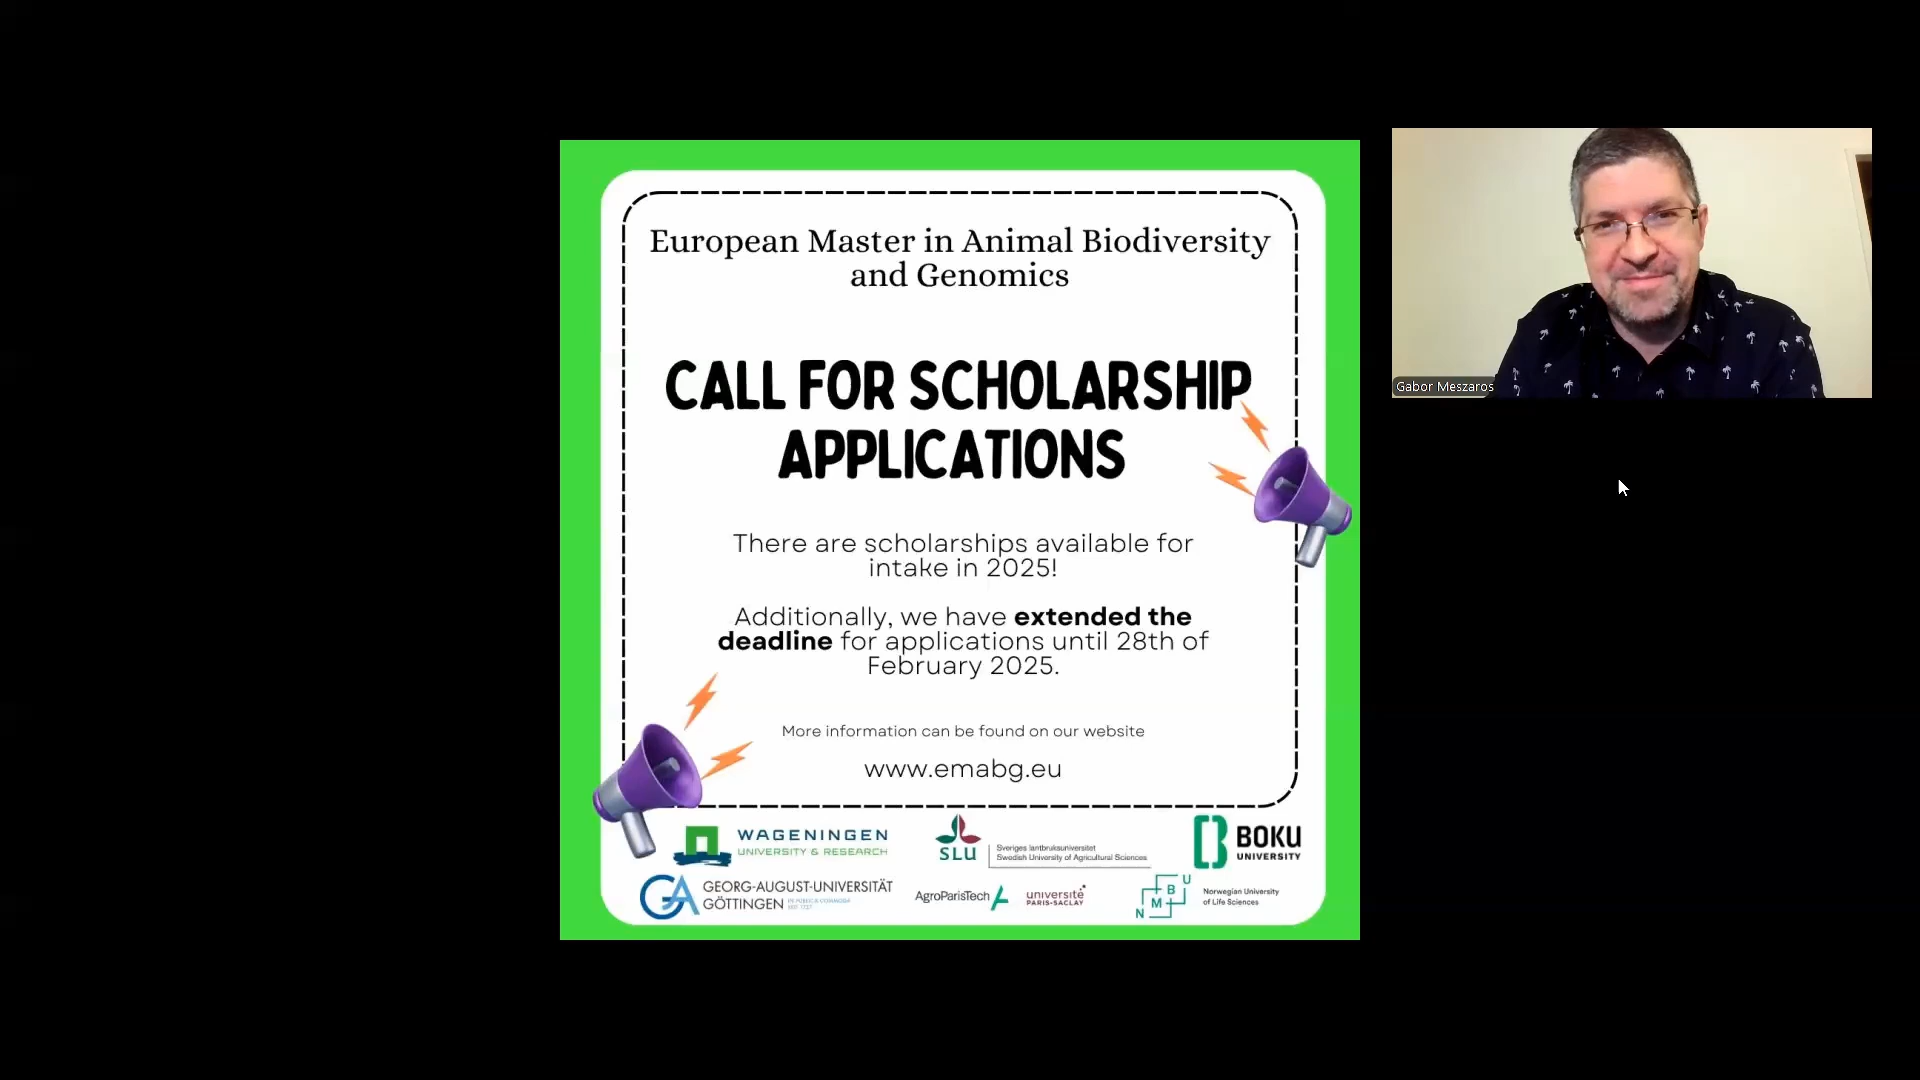 European Master in Animal Biodiversity
and Genomics
CALL FOR SCHOLARSHIP
APPLICATIONS
There are scholarships available for
intake in 2025!
Additionally, we have extended the
deadline for applications until 28th of
February 2025.
More information can be found on our website
www.emabg.eu
WAGENINGEN
UNIVERSITY & RESEARCH
SLU
Sveriges lantbruksuniversitet
Swedish University of Agricultural Sciences
BOKU
UNIVERSITY
GEORG-AUGUST-UNIVERSITÄT
GÖTTINGEN
AgroParisTech
université
PARIS-SACLAY
N M B U
Norwegian University
of Life Sciences
Gabor Meszaros